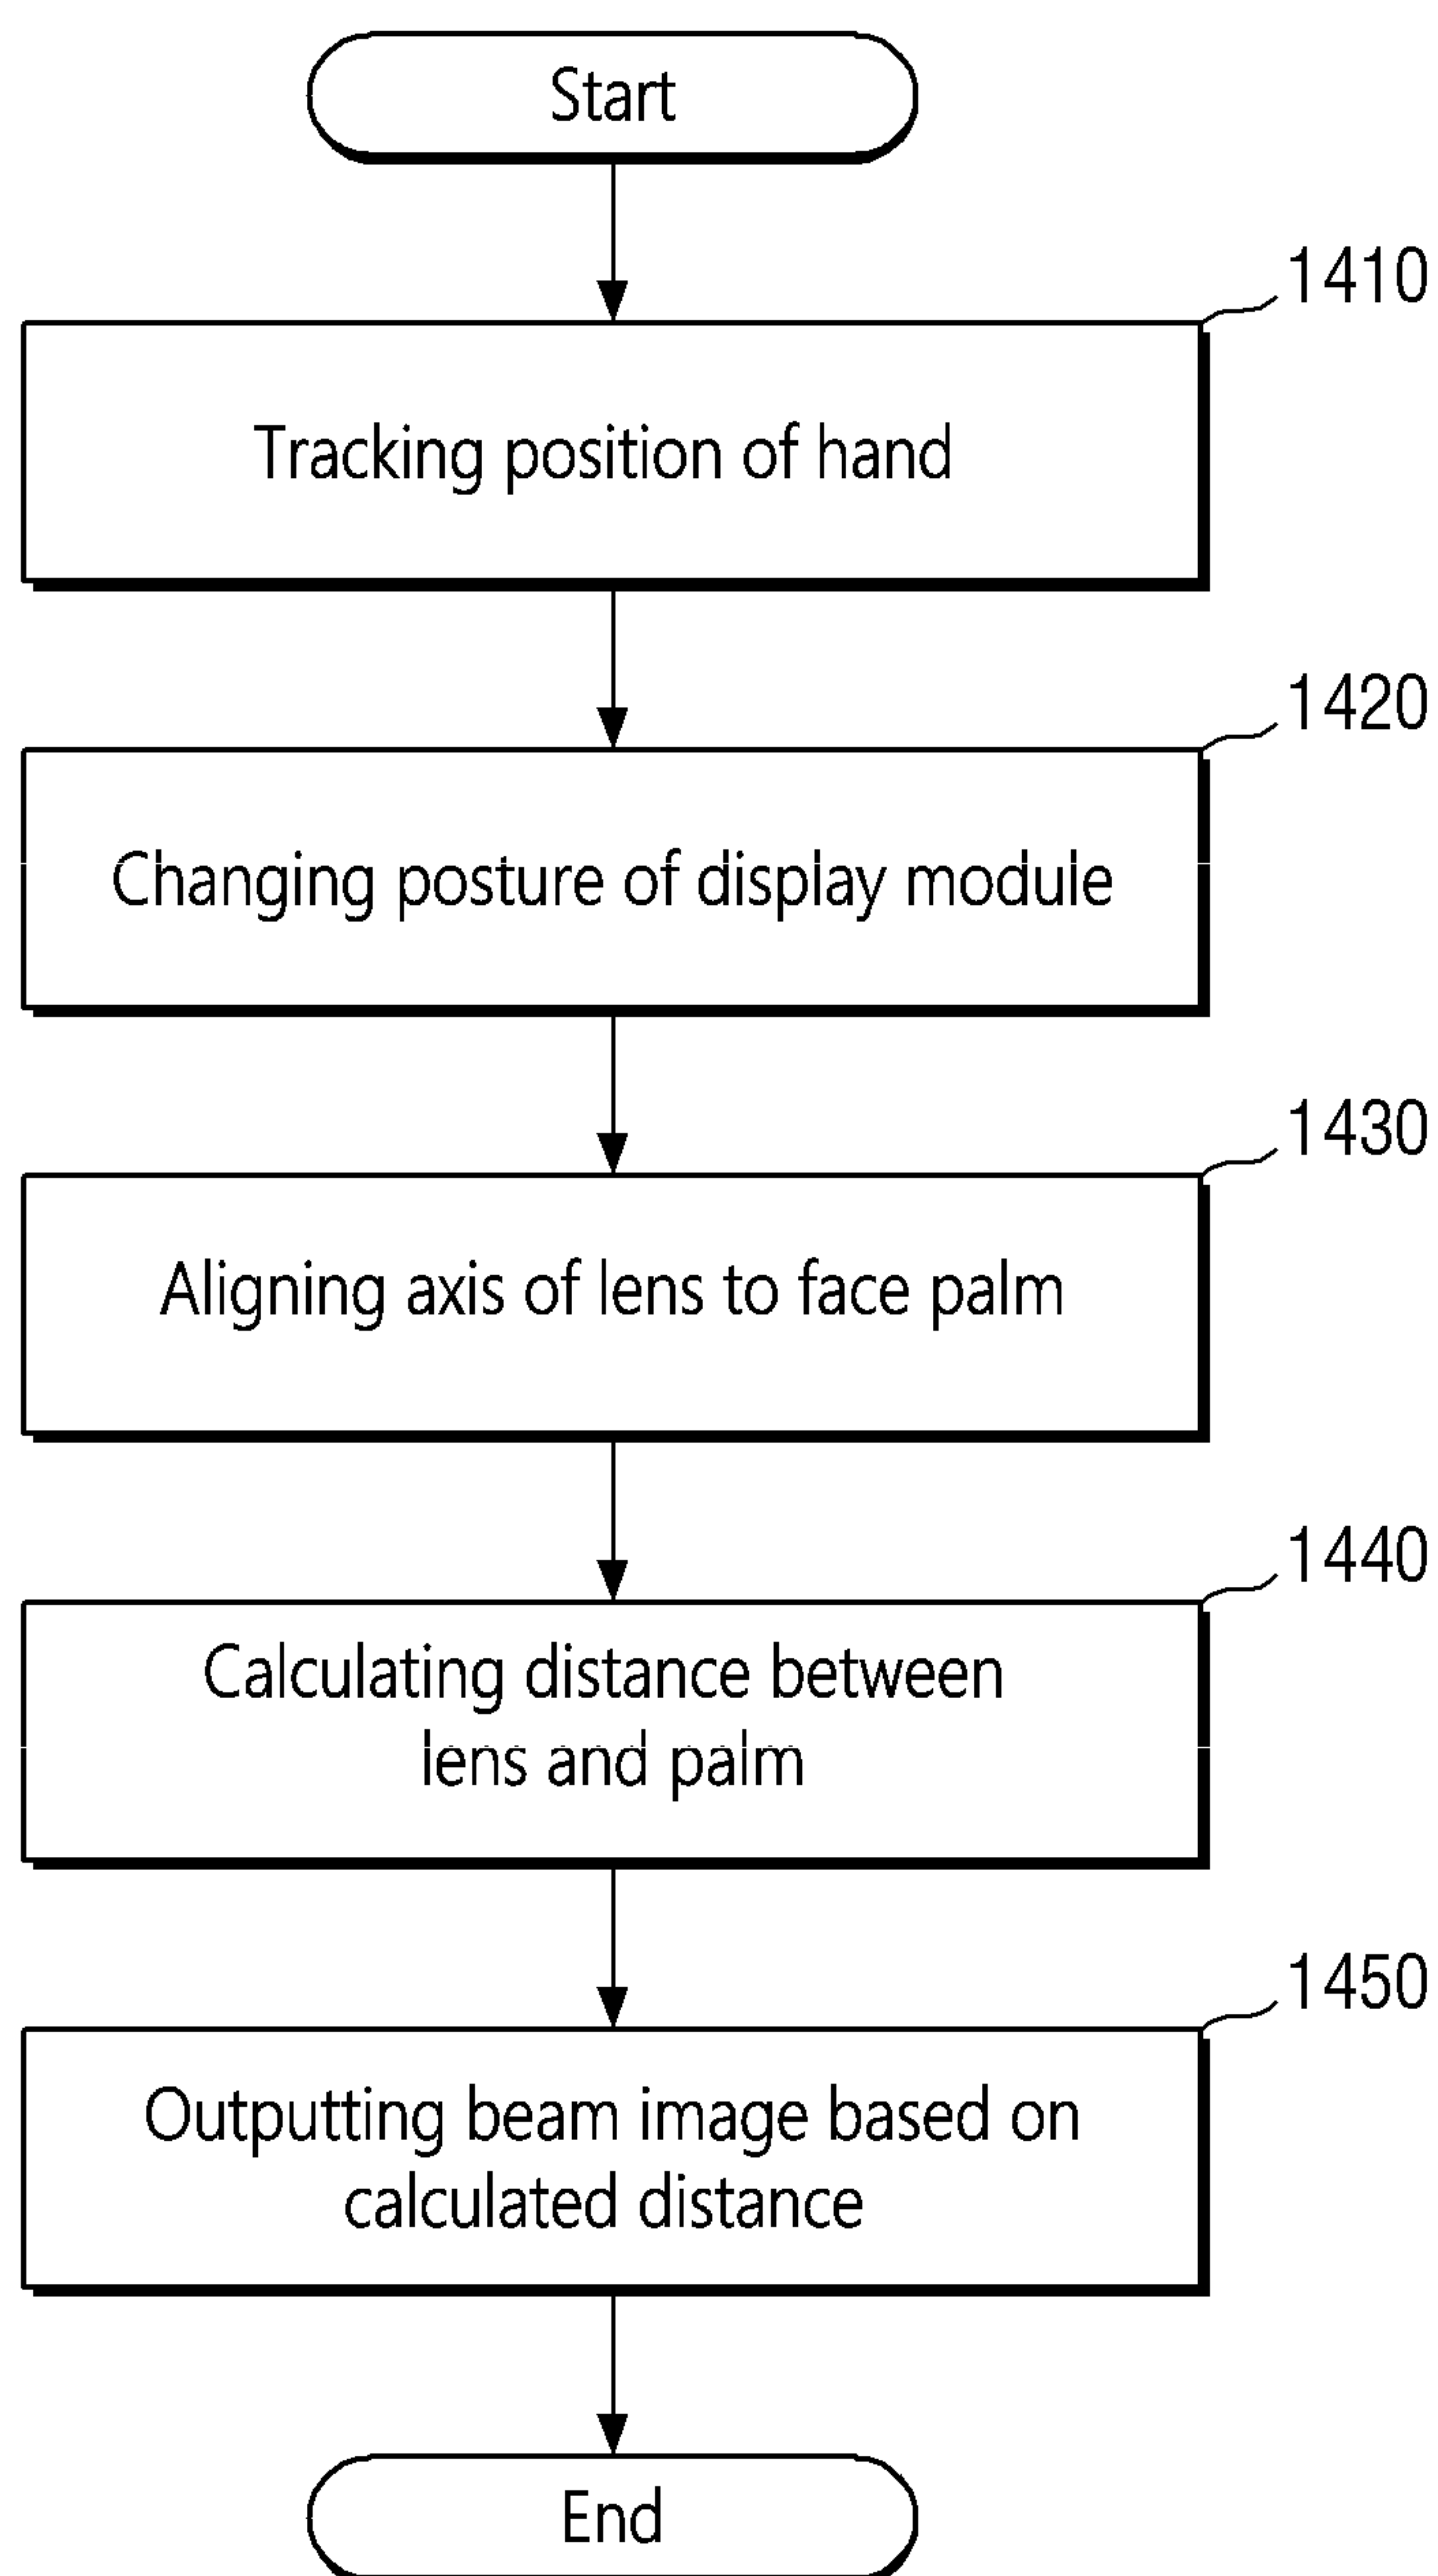 Start
1410
Tracking position of hand
1420
Changing posture of display module
1430
Aligning axis of lens to face palm
1440
Calculating distance between
lens and palm
1450
Outputting beam image based on
calculated distance
End